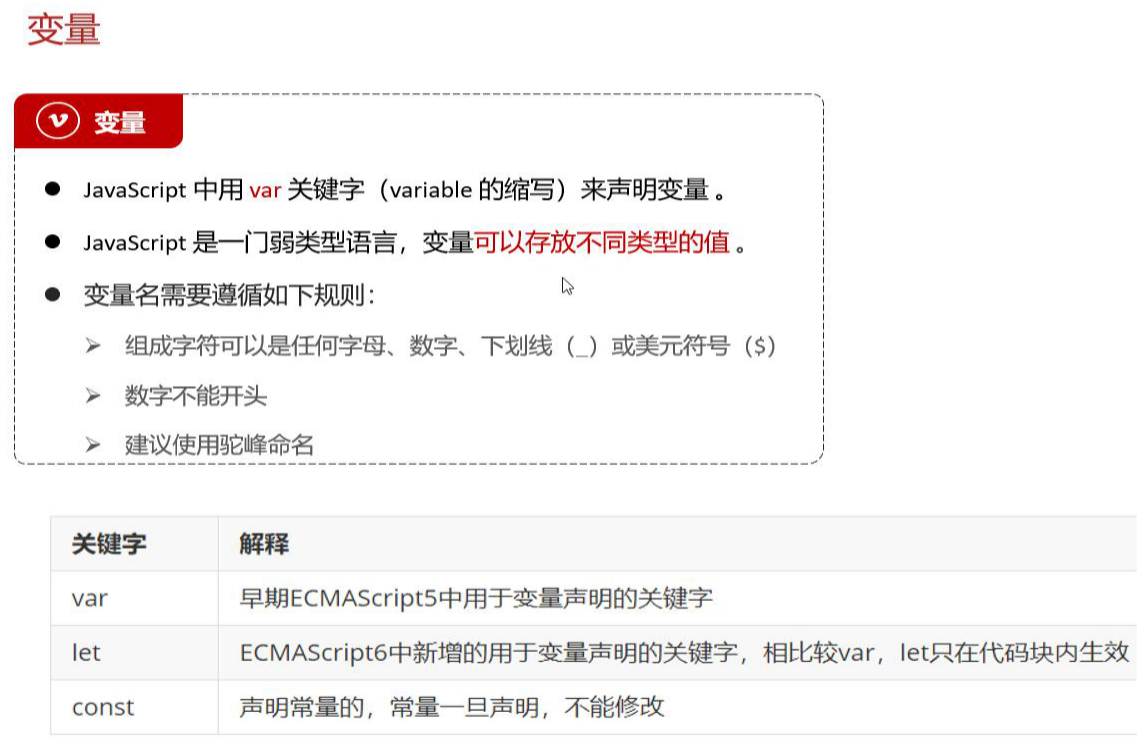 变量
变量
JavaScript 中用 var 关键字（variable 的缩写）来声明变量 。
JavaScript 是一门弱类型语言，变量可以存放不同类型的值 。
变量名需要遵循如下规则：
组成字符可以是任何字母、数字、下划线（_）或美元符号（$）
数字不能开头
建议使用驼峰命名
关键字 解释
var 早期ECMAScript5中用于变量声明的关键字
let ECMAScript6中新增的用于变量声明的关键字，相比较var，let只在代码块内生效
const 声明常量的，常量一旦声明，不能修改